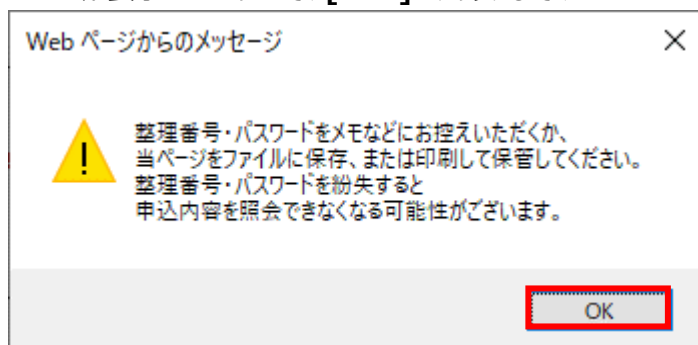 Web ページからのメッセージ
整理番号・パスワードをメモなどにお控えいただくか、
当ページをファイルに保存、または印刷して保管してください。
整理番号・パスワードを紛失すると
申込内容を照会できなくなる可能性がございます。
OK